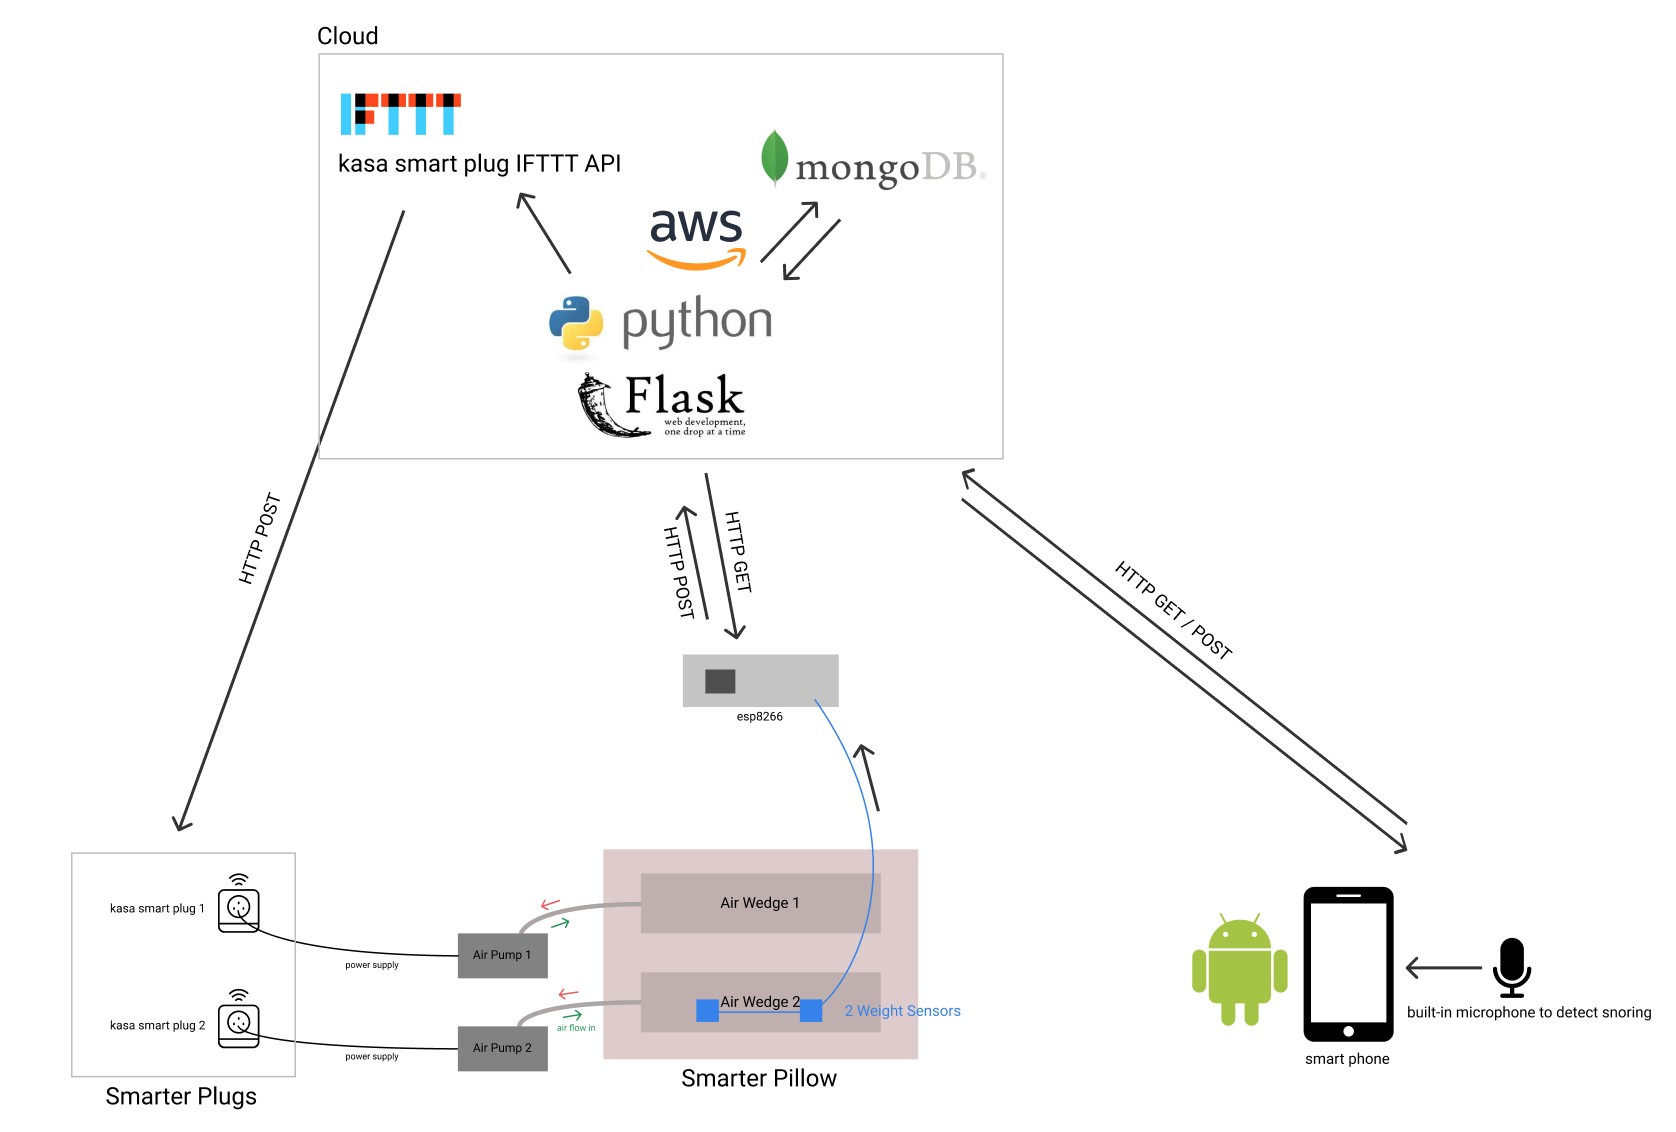 Cloud
IFTTT
kasa smart plug IFTTT API
mongoDB®
aws
python
Flask
web development,
one drop at a time
HTTP POST
HTTP POST
HTTP GET
HTTP GET / POST
esp8266
kasa smart plug 1
power supply
Air Pump 1
Air Wedge 1
kasa smart plug 2
power supply
Air Pump 2
air flow in
Air Wedge 2
2 Weight Sensors
Smarter Plugs
Smarter Pillow
built-in microphone to detect snoring
smart phone